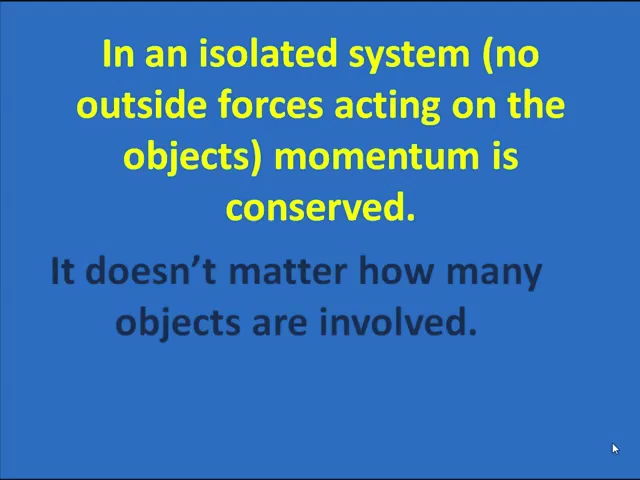 In an isolated system (no
outside forces acting on the
objects) momentum is
conserved.
It doesn’t matter how many
objects are involved.